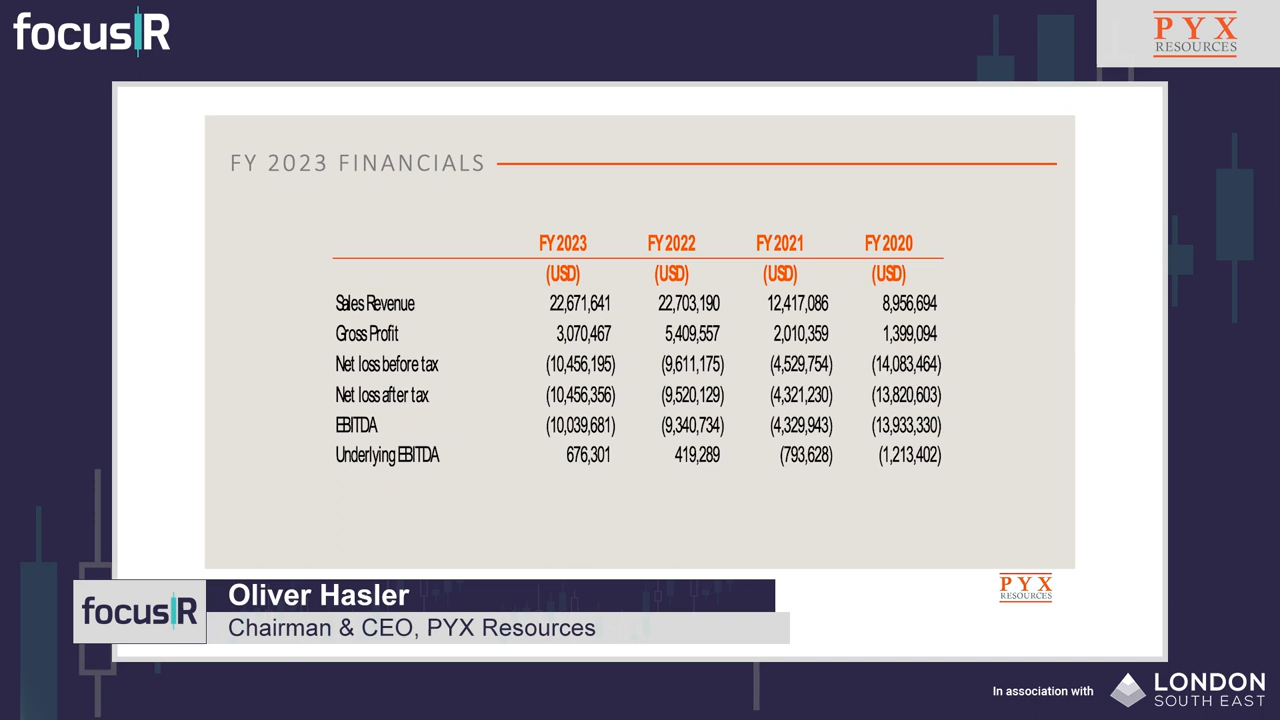 focusIR
PYX
RESOURCES
FY 2023 FINANCIALS
FY 2023 FY 2022 FY 2021 FY 2020
(USD) (USD) (USD) (USD)
Sales Revenue 22,671,641 22,703,190 12,417,086 8,956,694
Gross Profit 3,070,467 5,409,557 2,010,359 1,399,094
Net loss before tax (10,456,195) (9,611,175) (4,529,754) (14,083,464)
Net loss after tax (10,456,356) (9,520,129) (4,321,230) (13,820,603)
EBITDA (10,039,681) (9,340,734) (4,329,943) (13,933,330)
Underlying EBITDA 676,301 419,289 (793,628) (1,213,402)
PYX
RESOURCES
focusIR
Oliver Hasler
Chairman & CEO, PYX Resources
In association with
LONDON
SOUTH EAST